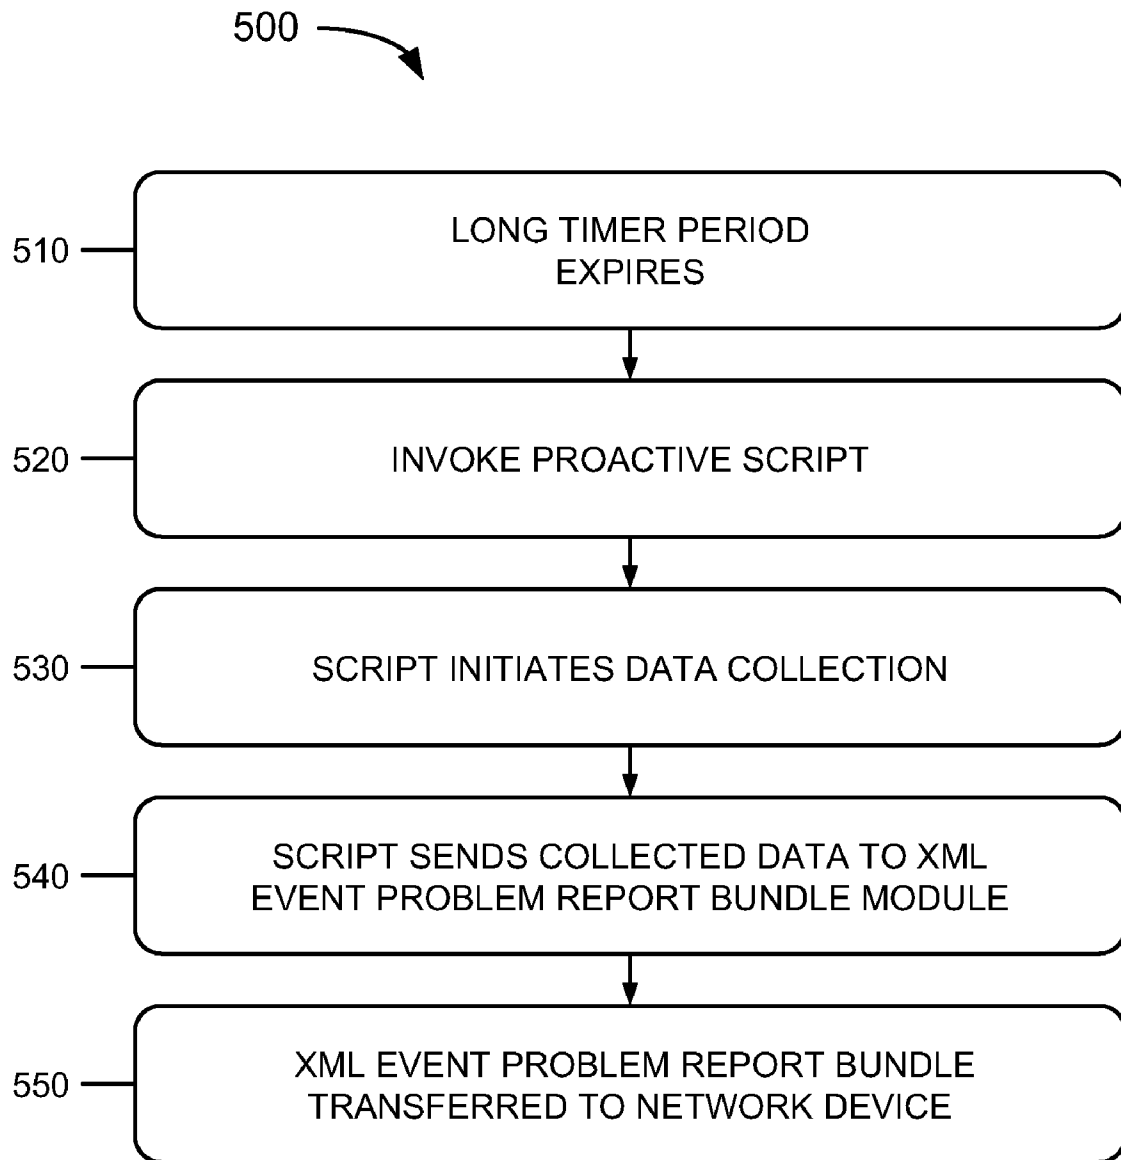 500
510
LONG TIMER PERIOD
EXPIRES
520
INVOKE PROACTIVE SCRIPT
530
SCRIPT INITIATES DATA COLLECTION
540
SCRIPT SENDS COLLECTED DATA TO XML
EVENT PROBLEM REPORT BUNDLE MODULE
550
XML EVENT PROBLEM REPORT BUNDLE
TRANSFERRED TO NETWORK DEVICE